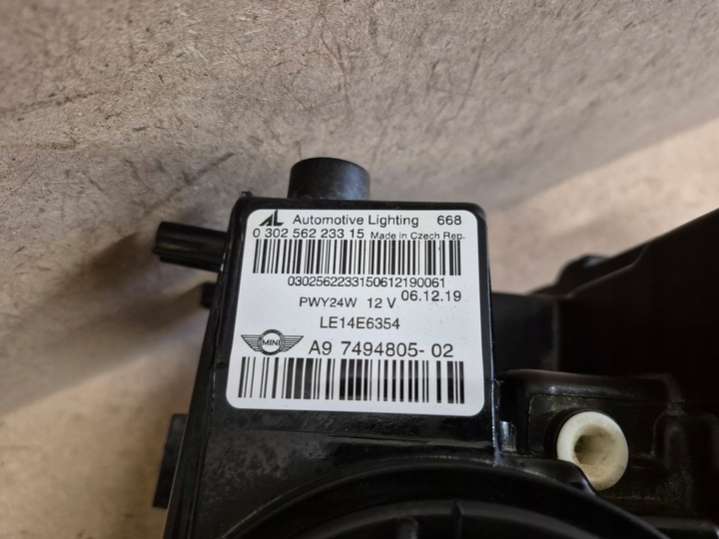 AL Automotive Lighting 668
0 302 562 233 15 Made in Czech Rep.
0302562233150612190061
PWY24W 12 V 06.12.19
LE14E6354
MINI A9 7494805- 02